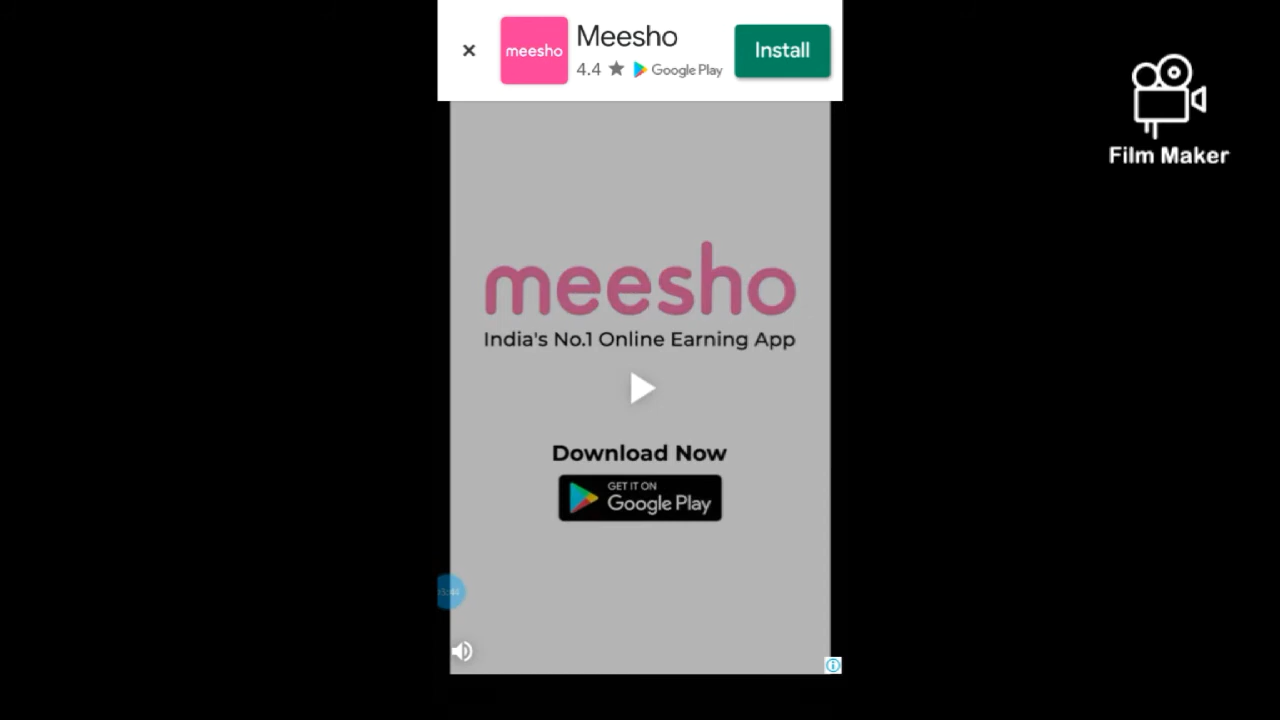 meesho
Meesho
4.4 ★ Google Play
Install
Film Maker
meesho
India's No.1 Online Earning App
Download Now
GET IT ON
Google Play